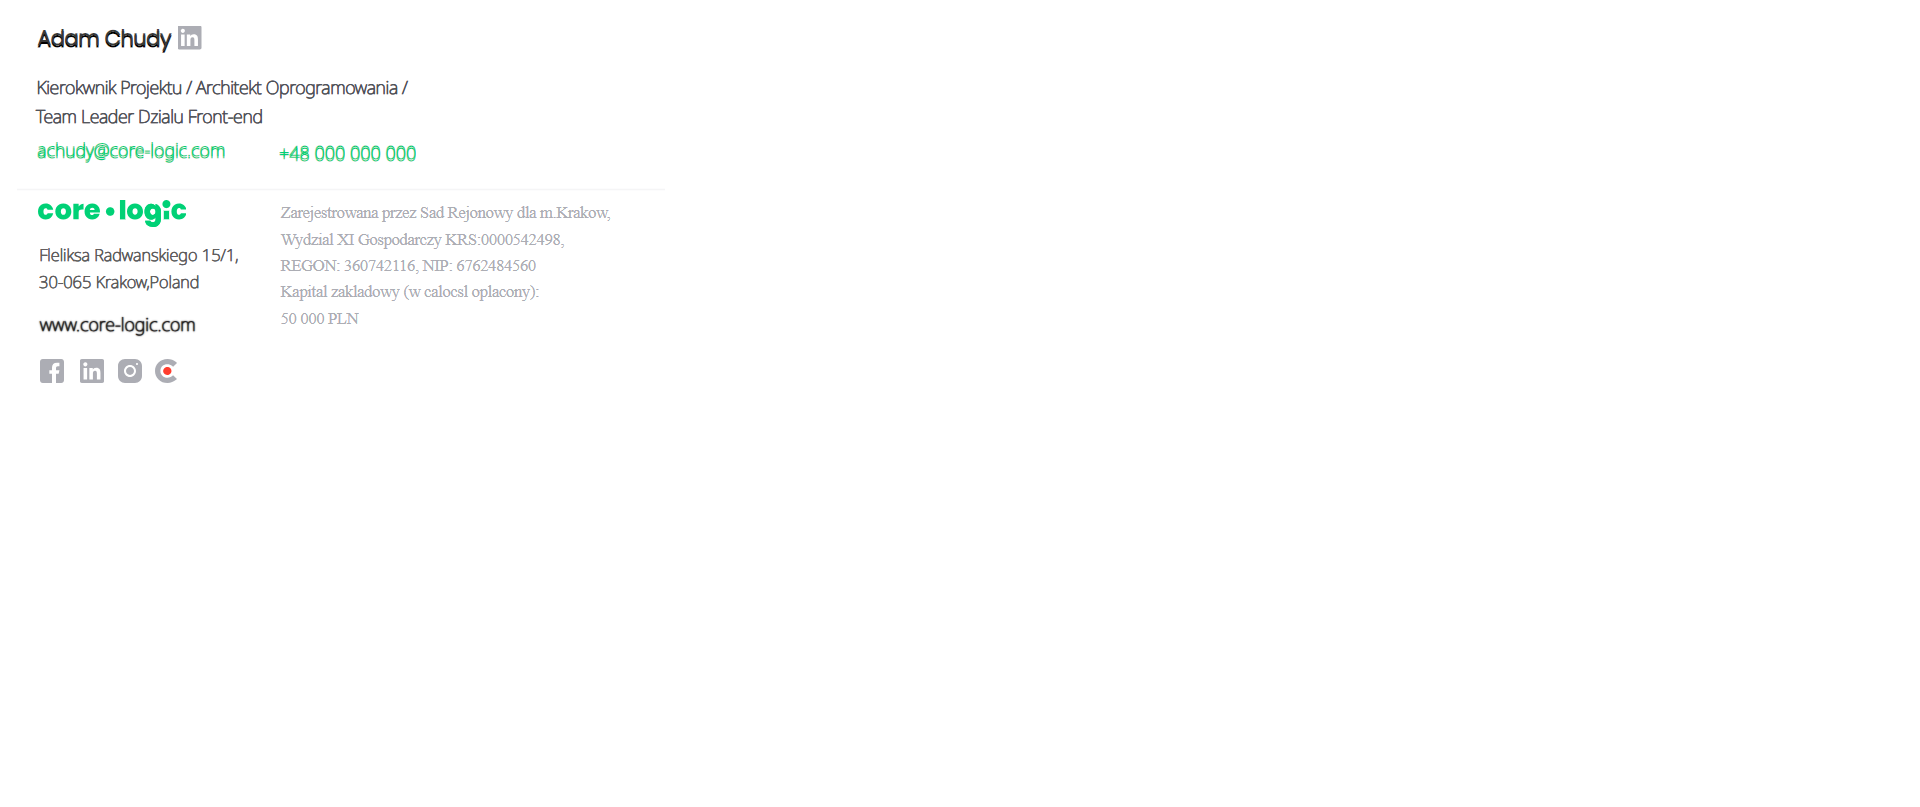 Adam Chudy in
Kierokwnik Projektu / Architekt Oprogramowania /
Team Leader Dzialu Front-end
achudy@core-logic.com +48 000 000 000
core logic
Fleliksa Radwanskiego 15/1,
30-065 Krakow,Poland
www.core-logic.com
Zarejestrowana przez Sad Rejonowy dla m.Krakow,
Wydzial XI Gospodarczy KRS:0000542498,
REGON: 360742116, NIP: 6762484560
Kapital zakladowy (w calocsl oplacony):
50 000 PLN